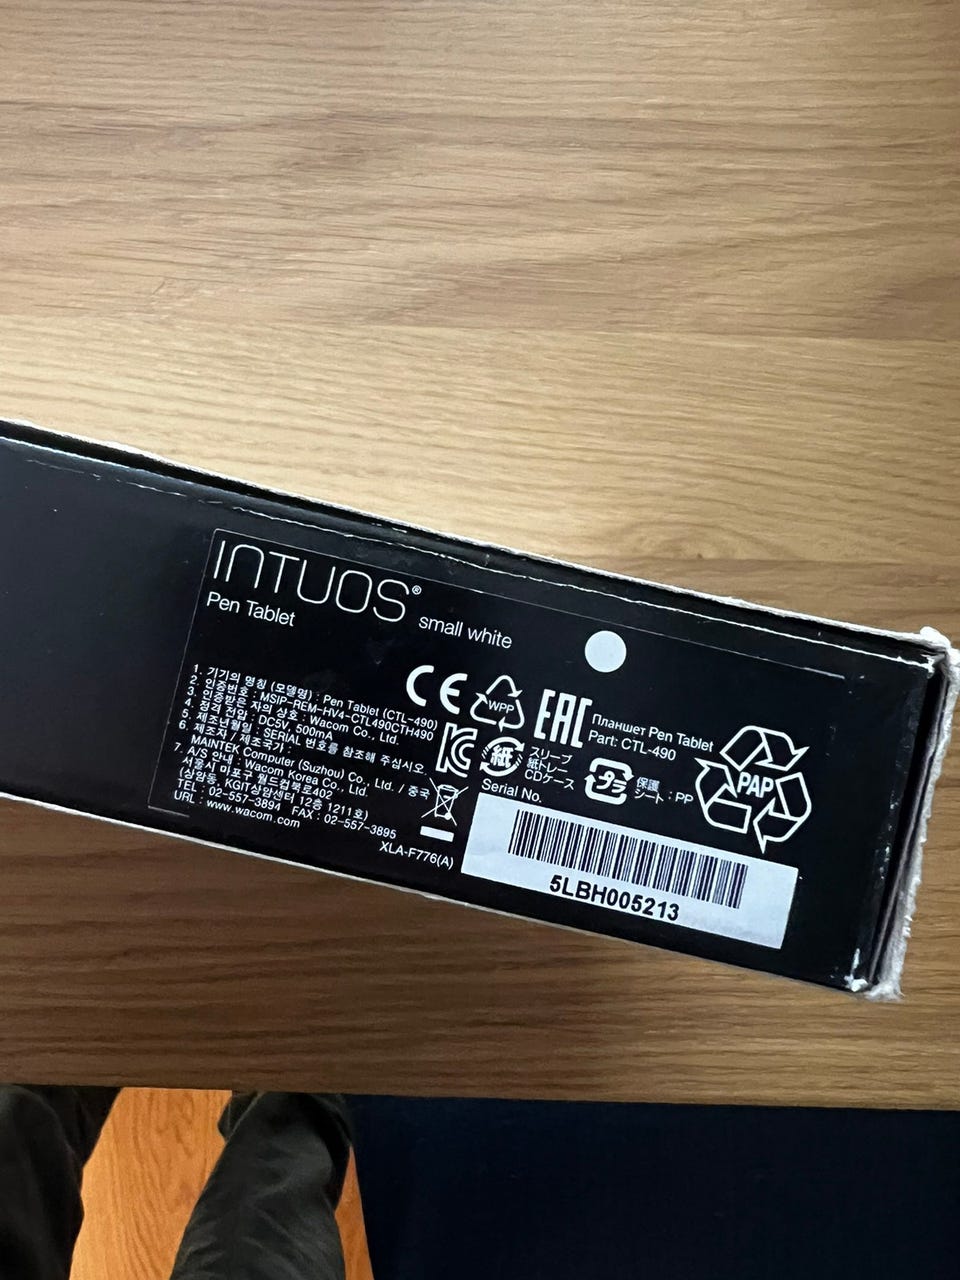 INTUOS®
Pen Tablet
small white
1. 기기의 명칭 (모델명) : Pen Tablet (CTL-490)
2. 인증번호 : MSIP-REM-HV4-CTL490CTH490
3. 인증받은 자의 상호 : Wacom Co., Ltd.
4. 정격 전압 : DC5V, 500mA
5. 제조년월일 : SERIAL 번호를 참조해 주십시오.
6. 제조자 / 제조국가 :
MAINTEK Computer (Suzhou) Co., Ltd. / 중국
7. A/S 안내 : Wacom Korea Co., Ltd.
서울시 마포구 월드컵북로402
(상암동, KGIT상암센터 12층 1211호)
TEL : 02-557-3894 FAX : 02-557-3895
URL : www.wacom.com
XLA-F776(A)
CE
WPP
EAC
Планшет Pen Tablet
Part: CTL-490
KC
紙
スリーブ
紙トレース
CDケース
プラ
保護
シート : PP
PAP
Serial No.
5LBH005213